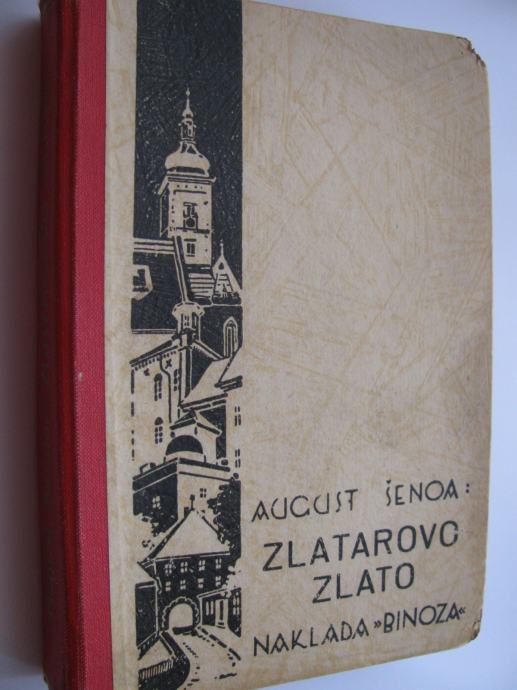 AUGUST ŠENOA:
ZLATAROVO
ZLATO
NAKLADA »BINOZA«